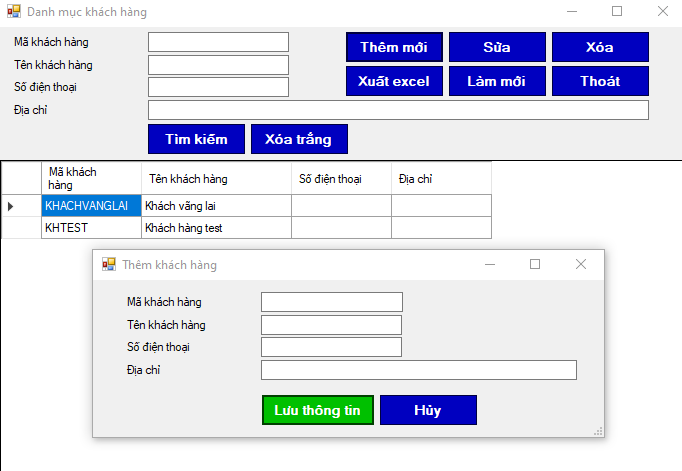 Danh mục khách hàng
Mã khách hàng
Thêm mới Sửa Xóa
Tên khách hàng
Số điện thoại
Xuất excel Làm mới Thoát
Địa chỉ
Tìm kiếm Xóa trắng
Mã khách hàng Tên khách hàng Số điện thoại Địa chỉ
KHACHVANGLAI Khách vãng lai
KHTEST Khách hàng test
Thêm khách hàng
Mã khách hàng
Tên khách hàng
Số điện thoại
Địa chỉ
Lưu thông tin Hủy